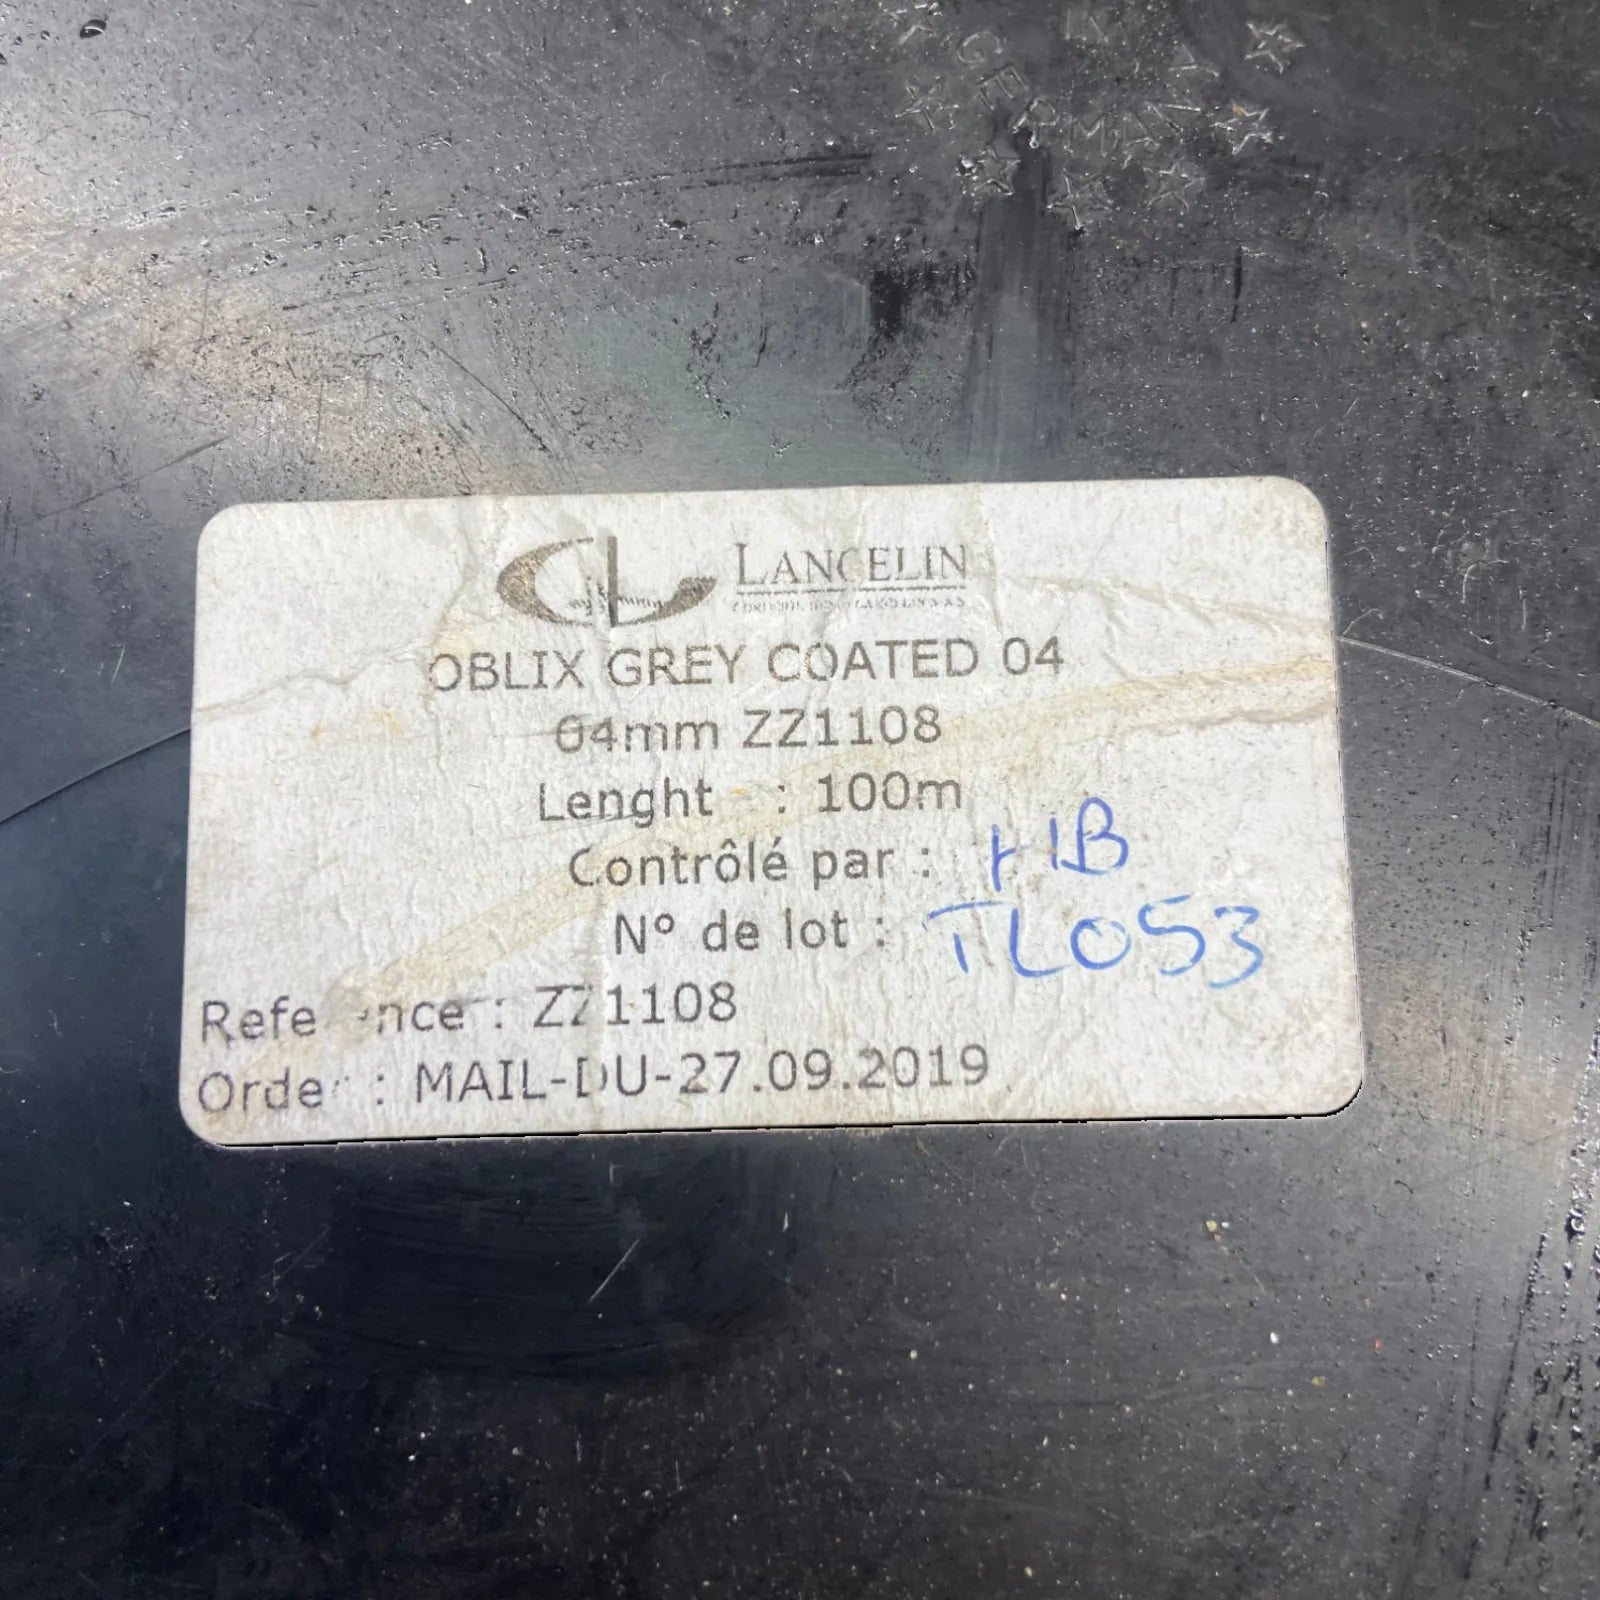 GERMANY
LANCELIN
OBLIX GREY COATED 04
04mm ZZ1108
Lenght : 100m
Contrôlé par : HB
N° de lot : TL053
Reference : ZZ1108
Order : MAIL-DU-27.09.2019